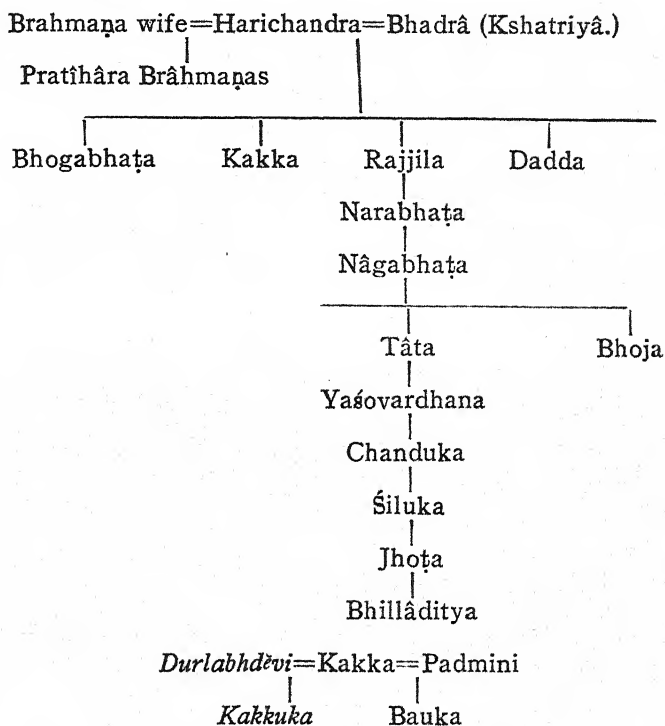 Brahmaṇa wife=Harichandra=Bhadrâ (Kshatriyâ.)
Pratîhâra Brâhmaṇas
Bhogabhaṭa Kakka Rajjila Dadda
Narabhaṭa
Nâgabhaṭa
Tâta Bhoja
Yaśovardhana
Chanduka
Śiluka
Jhoṭa
Bhillâditya
Durlabhdĕvi=Kakka==Padmini
Kakkuka Bauka